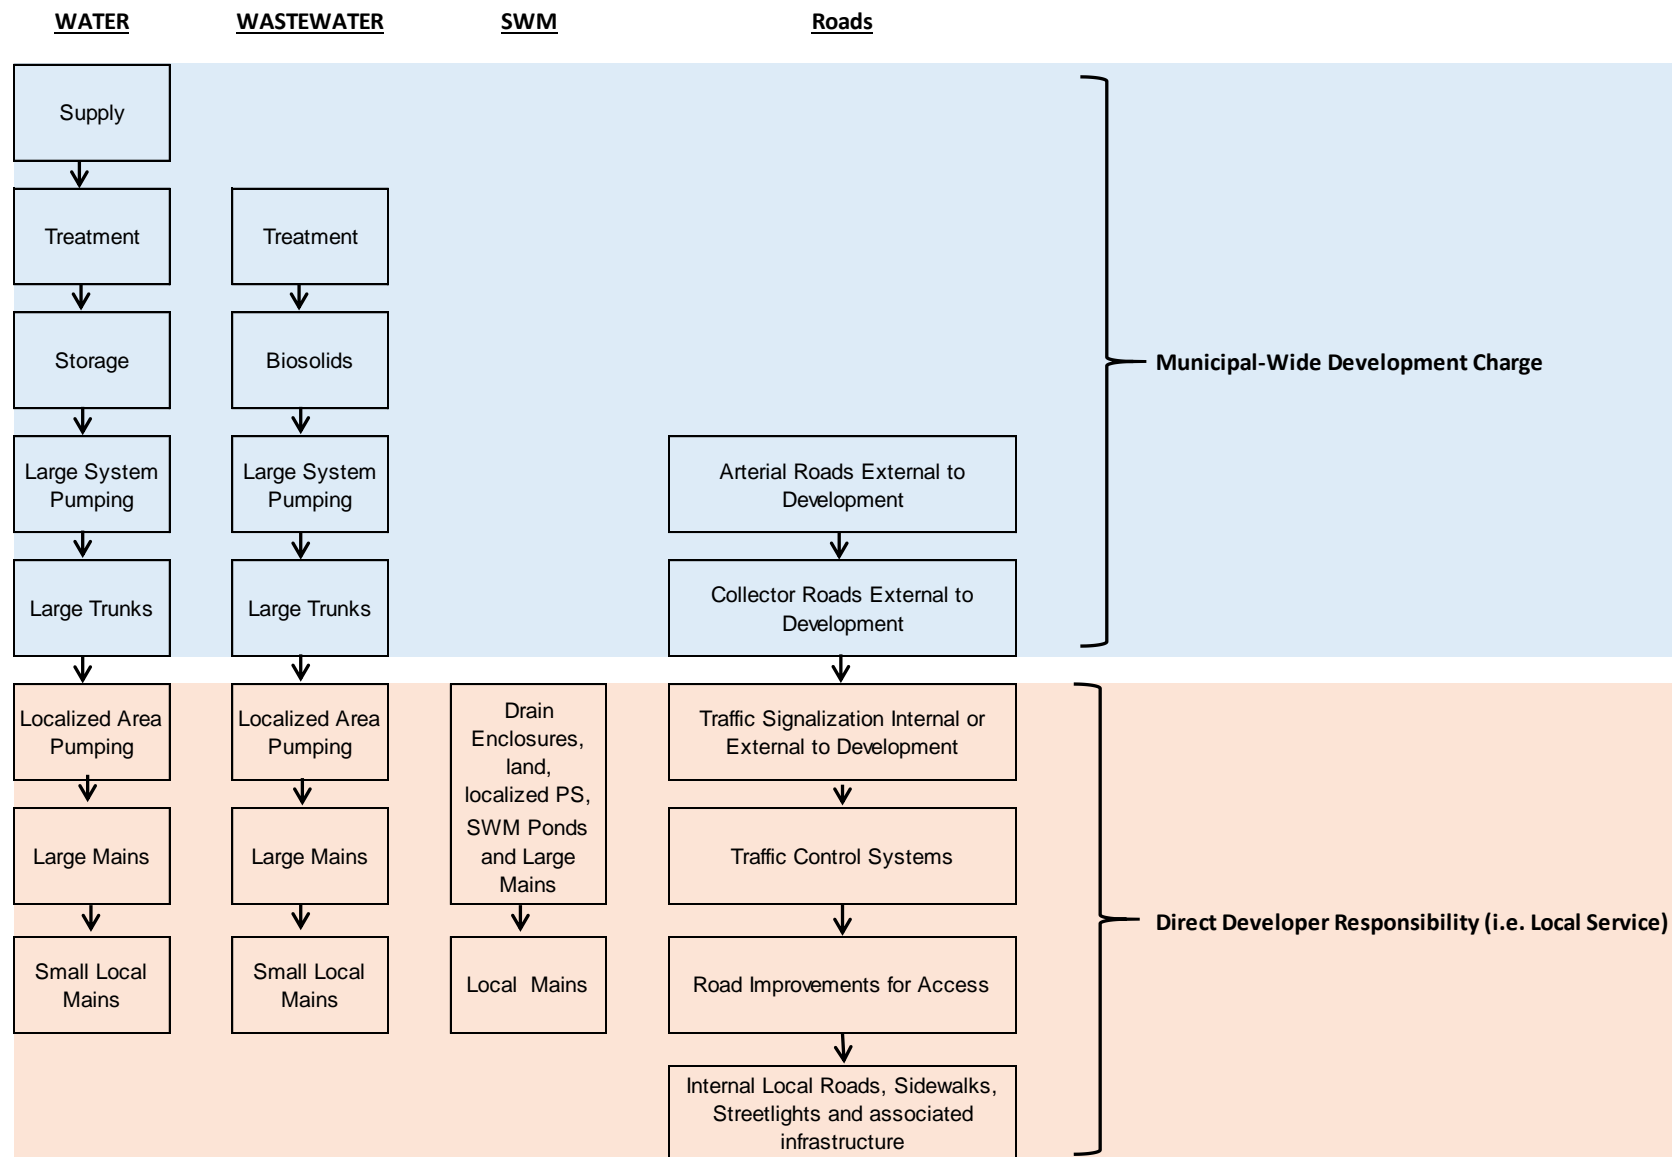 WATER
WASTEWATER
SWM
Roads
Supply
Treatment
Treatment
Storage
Biosolids
Municipal-Wide Development Charge
Large System
Pumping
Large System
Pumping
Arterial Roads External to
Development
Large Trunks
Large Trunks
Collector Roads External to
Development
Localized Area
Pumping
Localized Area
Pumping
Drain
Enclosures,
land,
localized PS,
SWM Ponds
and Large
Mains
Traffic Signalization Internal or
External to Development
Large Mains
Large Mains
Traffic Control Systems
Direct Developer Responsibility (i.e. Local Service)
Small Local
Mains
Small Local
Mains
Local  Mains
Road Improvements for Access
Internal Local Roads, Sidewalks,
Streetlights and associated
infrastructure